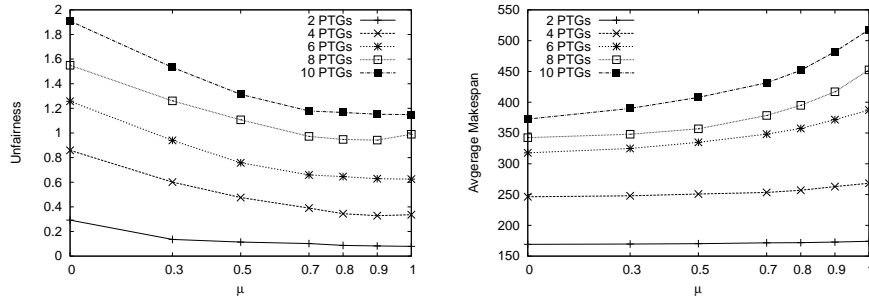 2
1.8
1.6
1.4
1.2
1
0.8
0.6
0.4
0.2
0
Unfairness
2 PTGs
4 PTGs
6 PTGs
8 PTGs
10 PTGs
0 0.3 0.5 0.7 0.8 0.9 1
μ
550
500
450
400
350
300
250
200
150
Avgerage Makespan
2 PTGs
4 PTGs
6 PTGs
8 PTGs
10 PTGs
0 0.3 0.5 0.7 0.8 0.9 1
μ